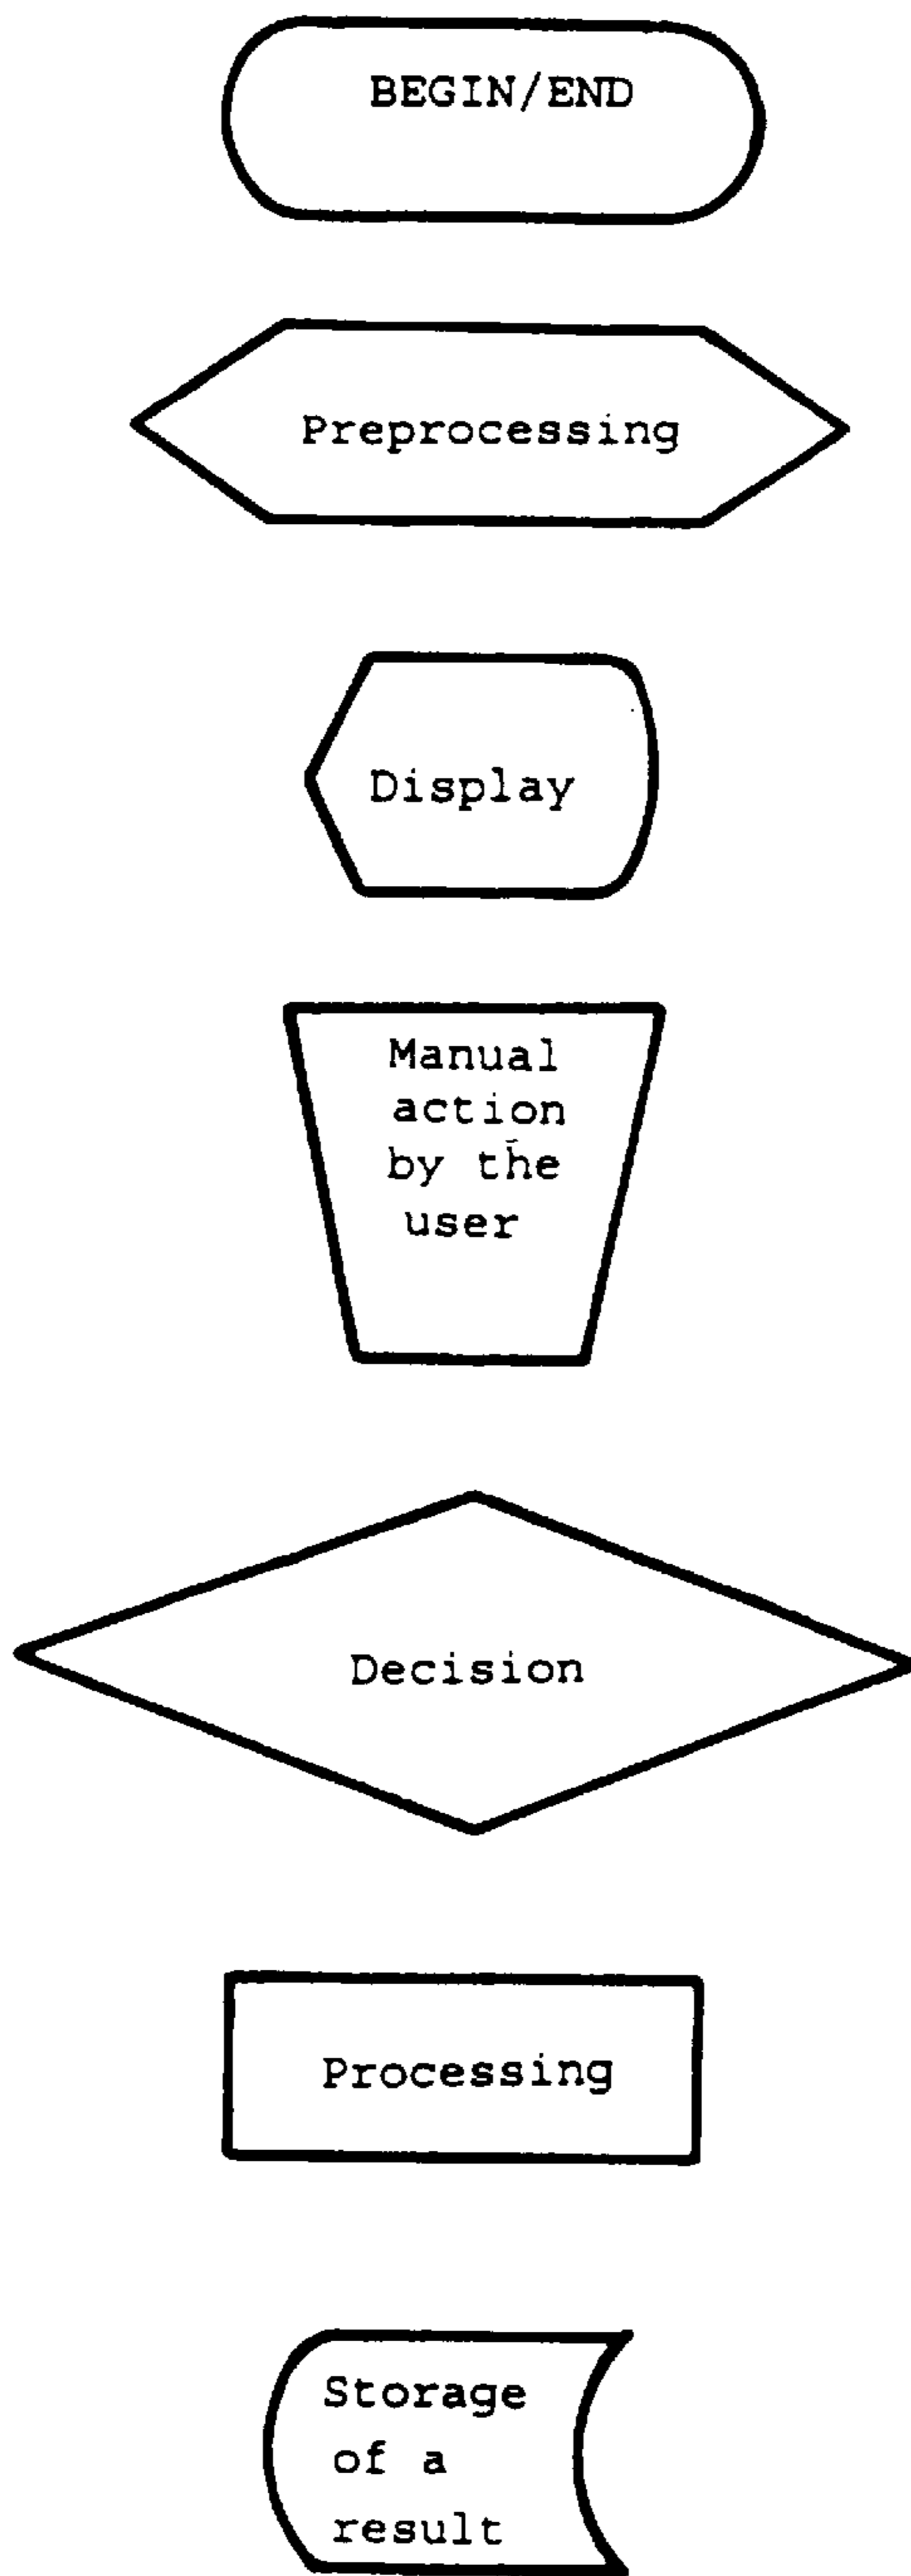 BEGIN/END
Preprocessing
Display
Manual
action
by the
user
Decision
Processing
Storage
of a
result